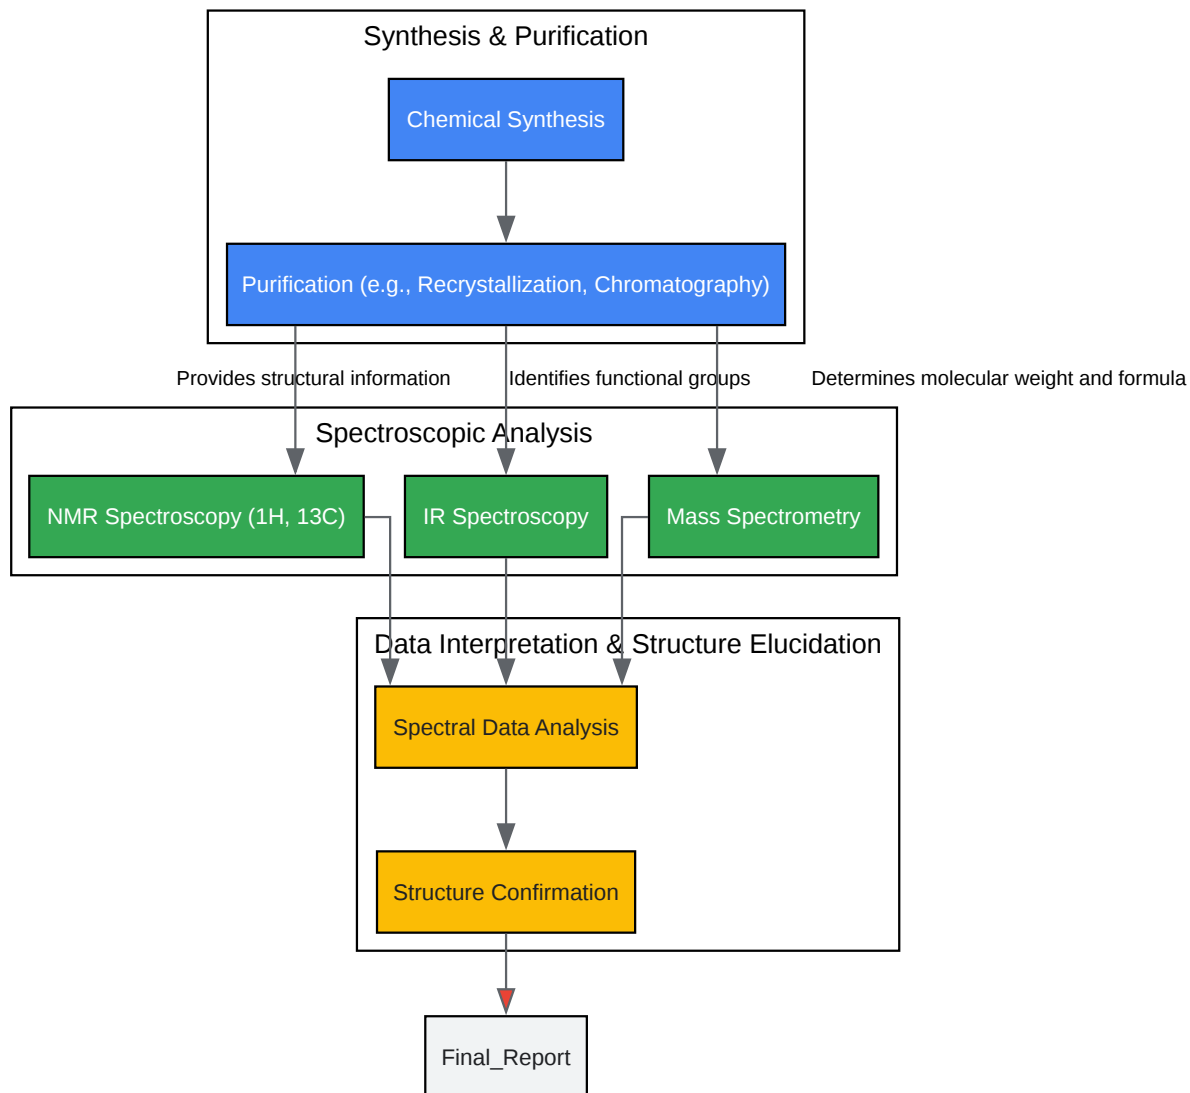 Synthesis & Purification
Chemical Synthesis
Purification (e.g., Recrystallization, Chromatography)
Provides structural information
Identifies functional groups
Determines molecular weight and formula
Spectroscopic Analysis
NMR Spectroscopy (1H, 13C)
IR Spectroscopy
Mass Spectrometry
Data Interpretation & Structure Elucidation
Spectral Data Analysis
Structure Confirmation
Final_Report